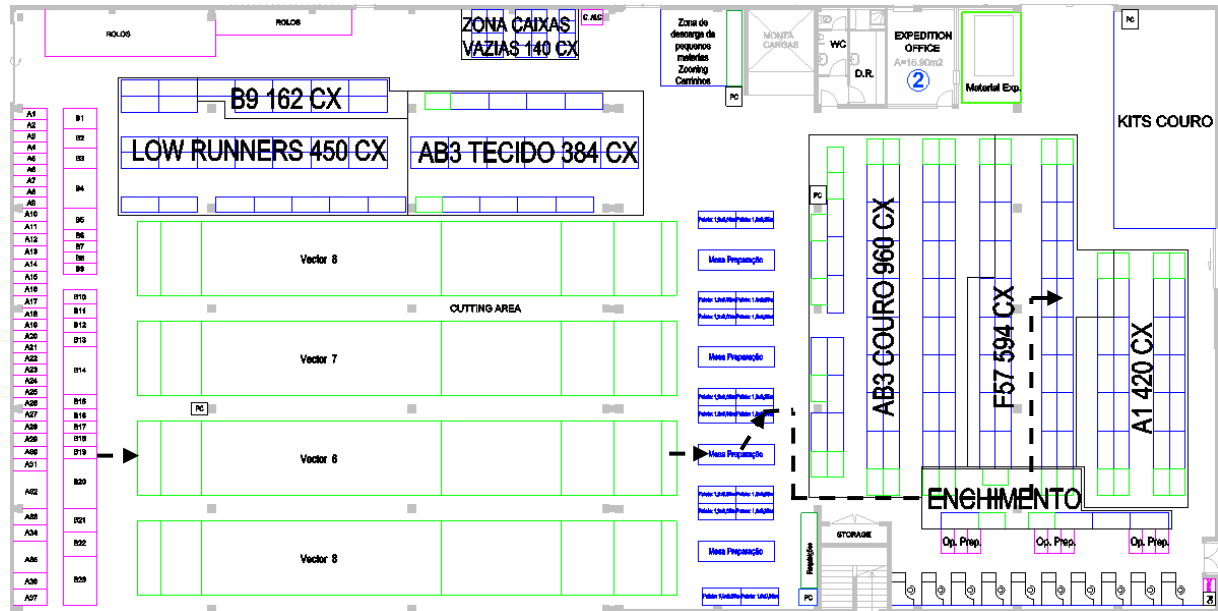 ROLOS
ROLOS
ZONA CAIXAS
VAZIAS 140 CX
Zona de
descarga de
pequenos
materias
Zooning
Carrinhos
PC
MONTA
CARGAS
WC
D.R.
EXPEDITION
OFFICE
A=16.90m2
2
Material Exp.
PC
KITS COURO
B9 162 CX
LOW RUNNERS 450 CX
AB3 TECIDO 384 CX
A1
A2
A3
A4
A5
A6
A7
A8
A9
A10
A11
A12
A13
A14
A15
A16
A17
A18
A19
A20
A21
A22
A23
A24
A25
A26
A27
A28
A29
A30
A31
A32
A33
A34
A35
A36
A37
B1
B2
B3
B4
B5
B6
B7
B8
B9
B10
B11
B12
B13
B14
B15
B16
B17
B18
B19
B20
B21
B22
B23
Vector 8
CUTTING AREA
Vector 7
PC
Vector 6
Vector 8
Mesa Preparação
Mesa Preparação
Mesa Preparação
Mesa Preparação
PC
AB3 COURO 960 CX
F57 594 CX
A1 420 CX
ENCHIMENTO
Op. Prep.
Op. Prep.
Op. Prep.
STORAGE
PC
PC